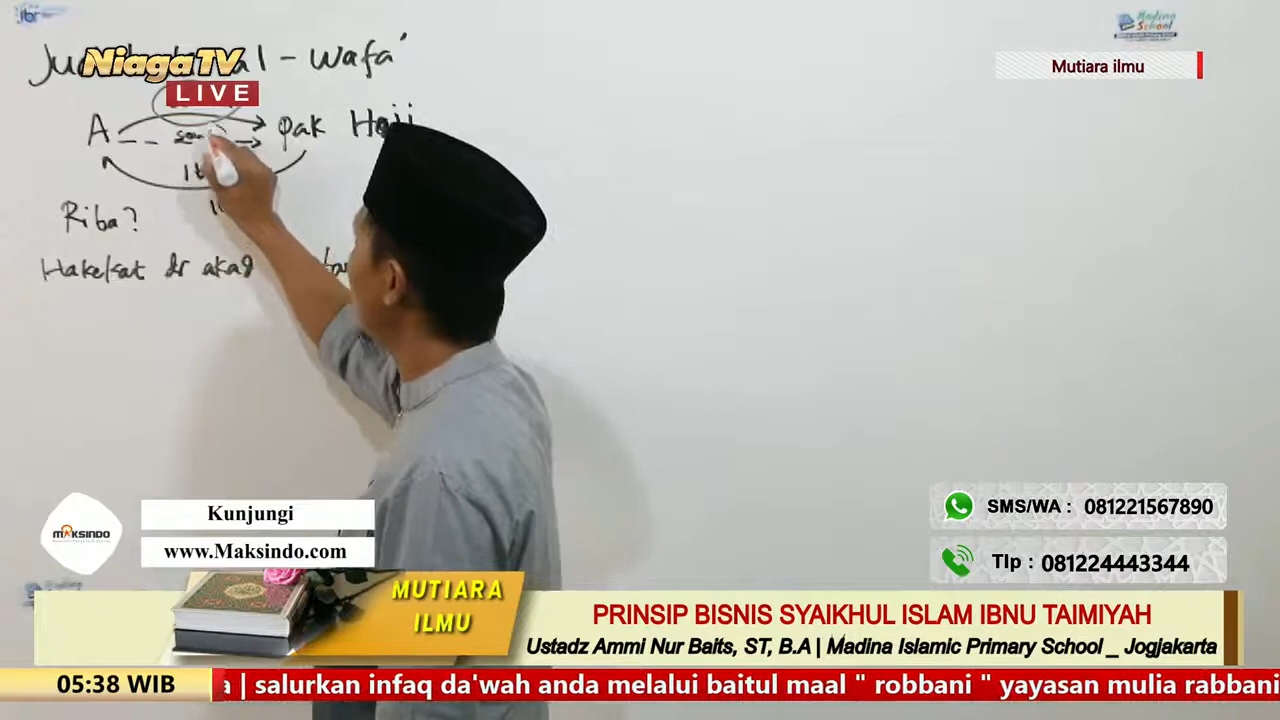 NiagaTV
LIVE
al - wafa'
A
pak Haji
Riba?
Hakekat dr akad
Madina
School
Mutiara ilmu
MAKSINDO
Kunjungi
www.Maksindo.com
SMS/WA : 081221567890
Tlp : 081224443344
MUTIARA
ILMU
PRINSIP BISNIS SYAIKHUL ISLAM IBNU TAIMIYAH
Ustadz Ammi Nur Baits, ST, B.A | Madina Islamic Primary School _ Jogjakarta
05:38 WIB
a | salurkan infaq da'wah anda melalui baitul maal " robbani " yayasan mulia rabbani